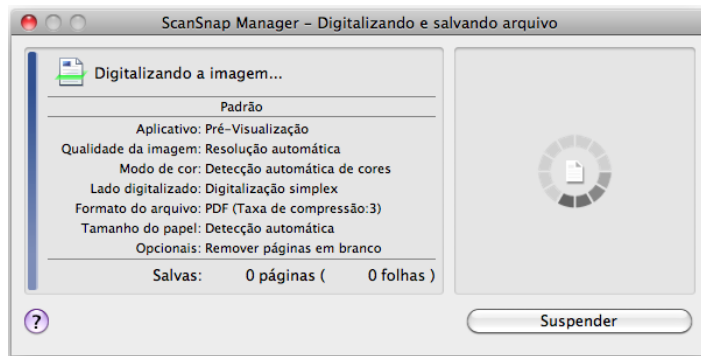 ScanSnap Manager – Digitalizando e salvando arquivo
Digitalizando a imagem...
Padrão
Aplicativo: Pré-Visualização
Qualidade da imagem: Resolução automática
Modo de cor: Detecção automática de cores
Lado digitalizado: Digitalização simplex
Formato do arquivo: PDF (Taxa de compressão:3)
Tamanho do papel: Detecção automática
Opcionais: Remover páginas em branco
Salvas: 0 páginas ( 0 folhas )
?
Suspender